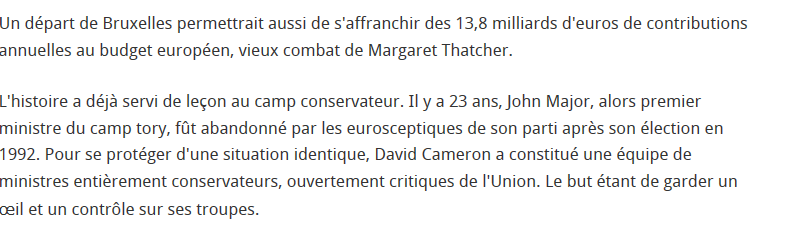 Un départ de Bruxelles permettrait aussi de s'affranchir des 13,8 milliards d'euros de contributions
annuelles au budget européen, vieux combat de Margaret Thatcher.
L'histoire a déjà servi de leçon au camp conservateur. Il y a 23 ans, John Major, alors premier
ministre du camp tory, fût abandonné par les eurosceptiques de son parti après son élection en
1992. Pour se protéger d'une situation identique, David Cameron a constitué une équipe de
ministres entièrement conservateurs, ouvertement critiques de l'Union. Le but étant de garder un
œil et un contrôle sur ses troupes.